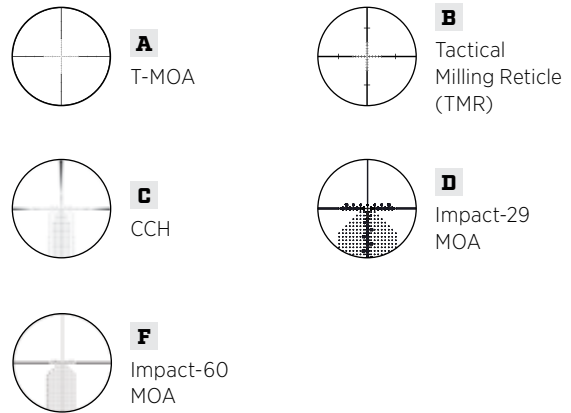 A
T-MOA
B
Tactical
Milling Reticle
(TMR)
C
CCH
D
Impact-29
MOA
F
Impact-60
MOA